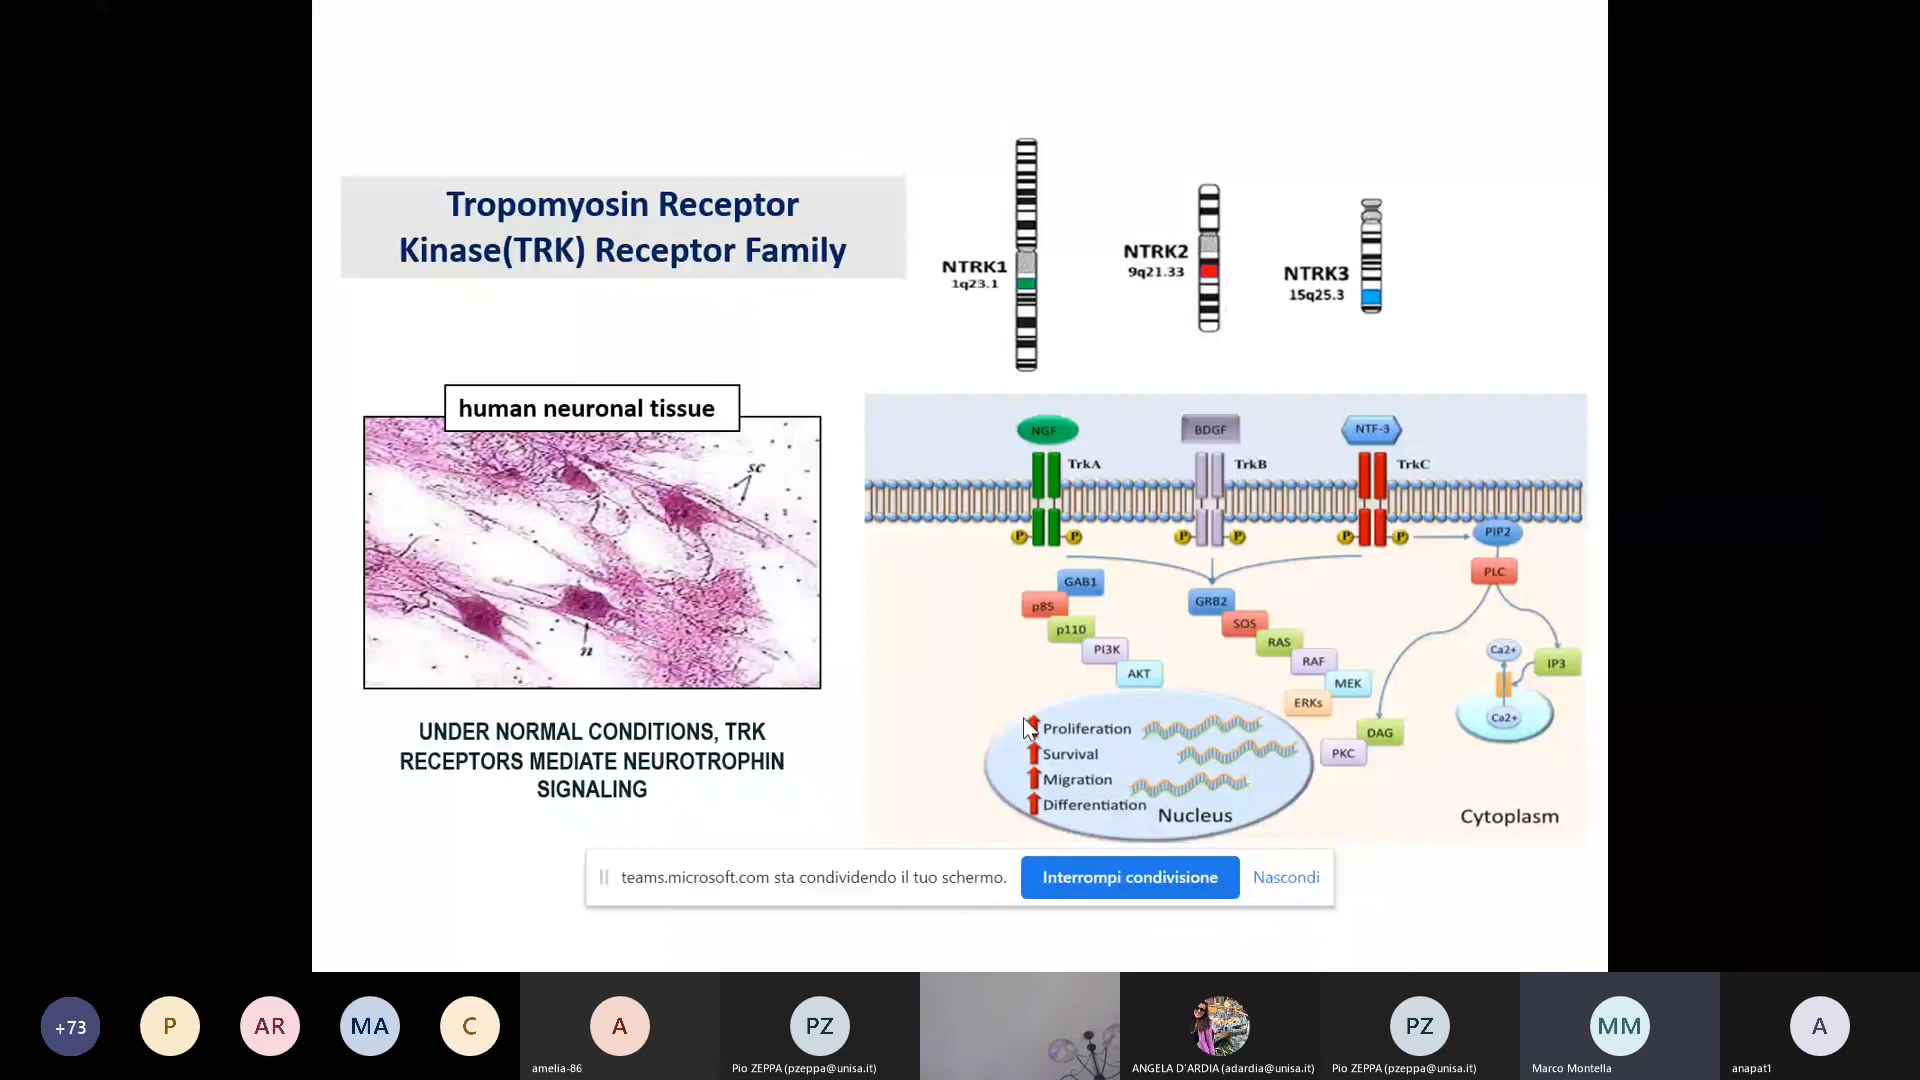 Tropomyosin Receptor
Kinase(TRK) Receptor Family
NTRK1
1q23.1
NTRK2
9q21.33
NTRK3
15q25.3
human neuronal tissue
sc
n
UNDER NORMAL CONDITIONS, TRK
RECEPTORS MEDIATE NEUROTROPHIN
SIGNALING
NGF
BDGF
NTF-3
TrkA
TrkB
TrkC
P
P
P
P
P
P
PIP2
PLC
GAB1
p85
p110
PI3K
AKT
GRB2
SOS
RAS
RAF
MEK
ERKs
Ca2+
IP3
Ca2+
DAG
PKC
Proliferation
Survival
Migration
Differentiation
Nucleus
Cytoplasm
teams.microsoft.com sta condividendo il tuo schermo.
Interrompi condivisione
Nascondi
+73
P
AR
MA
C
A
amelia-86
PZ
Pio ZEPPA (pzeppa@unisa.it)
ANGELA D'ARDIA (adardia@unisa.it)
PZ
Pio ZEPPA (pzeppa@unisa.it)
MM
Marco Montella
A
anapat1